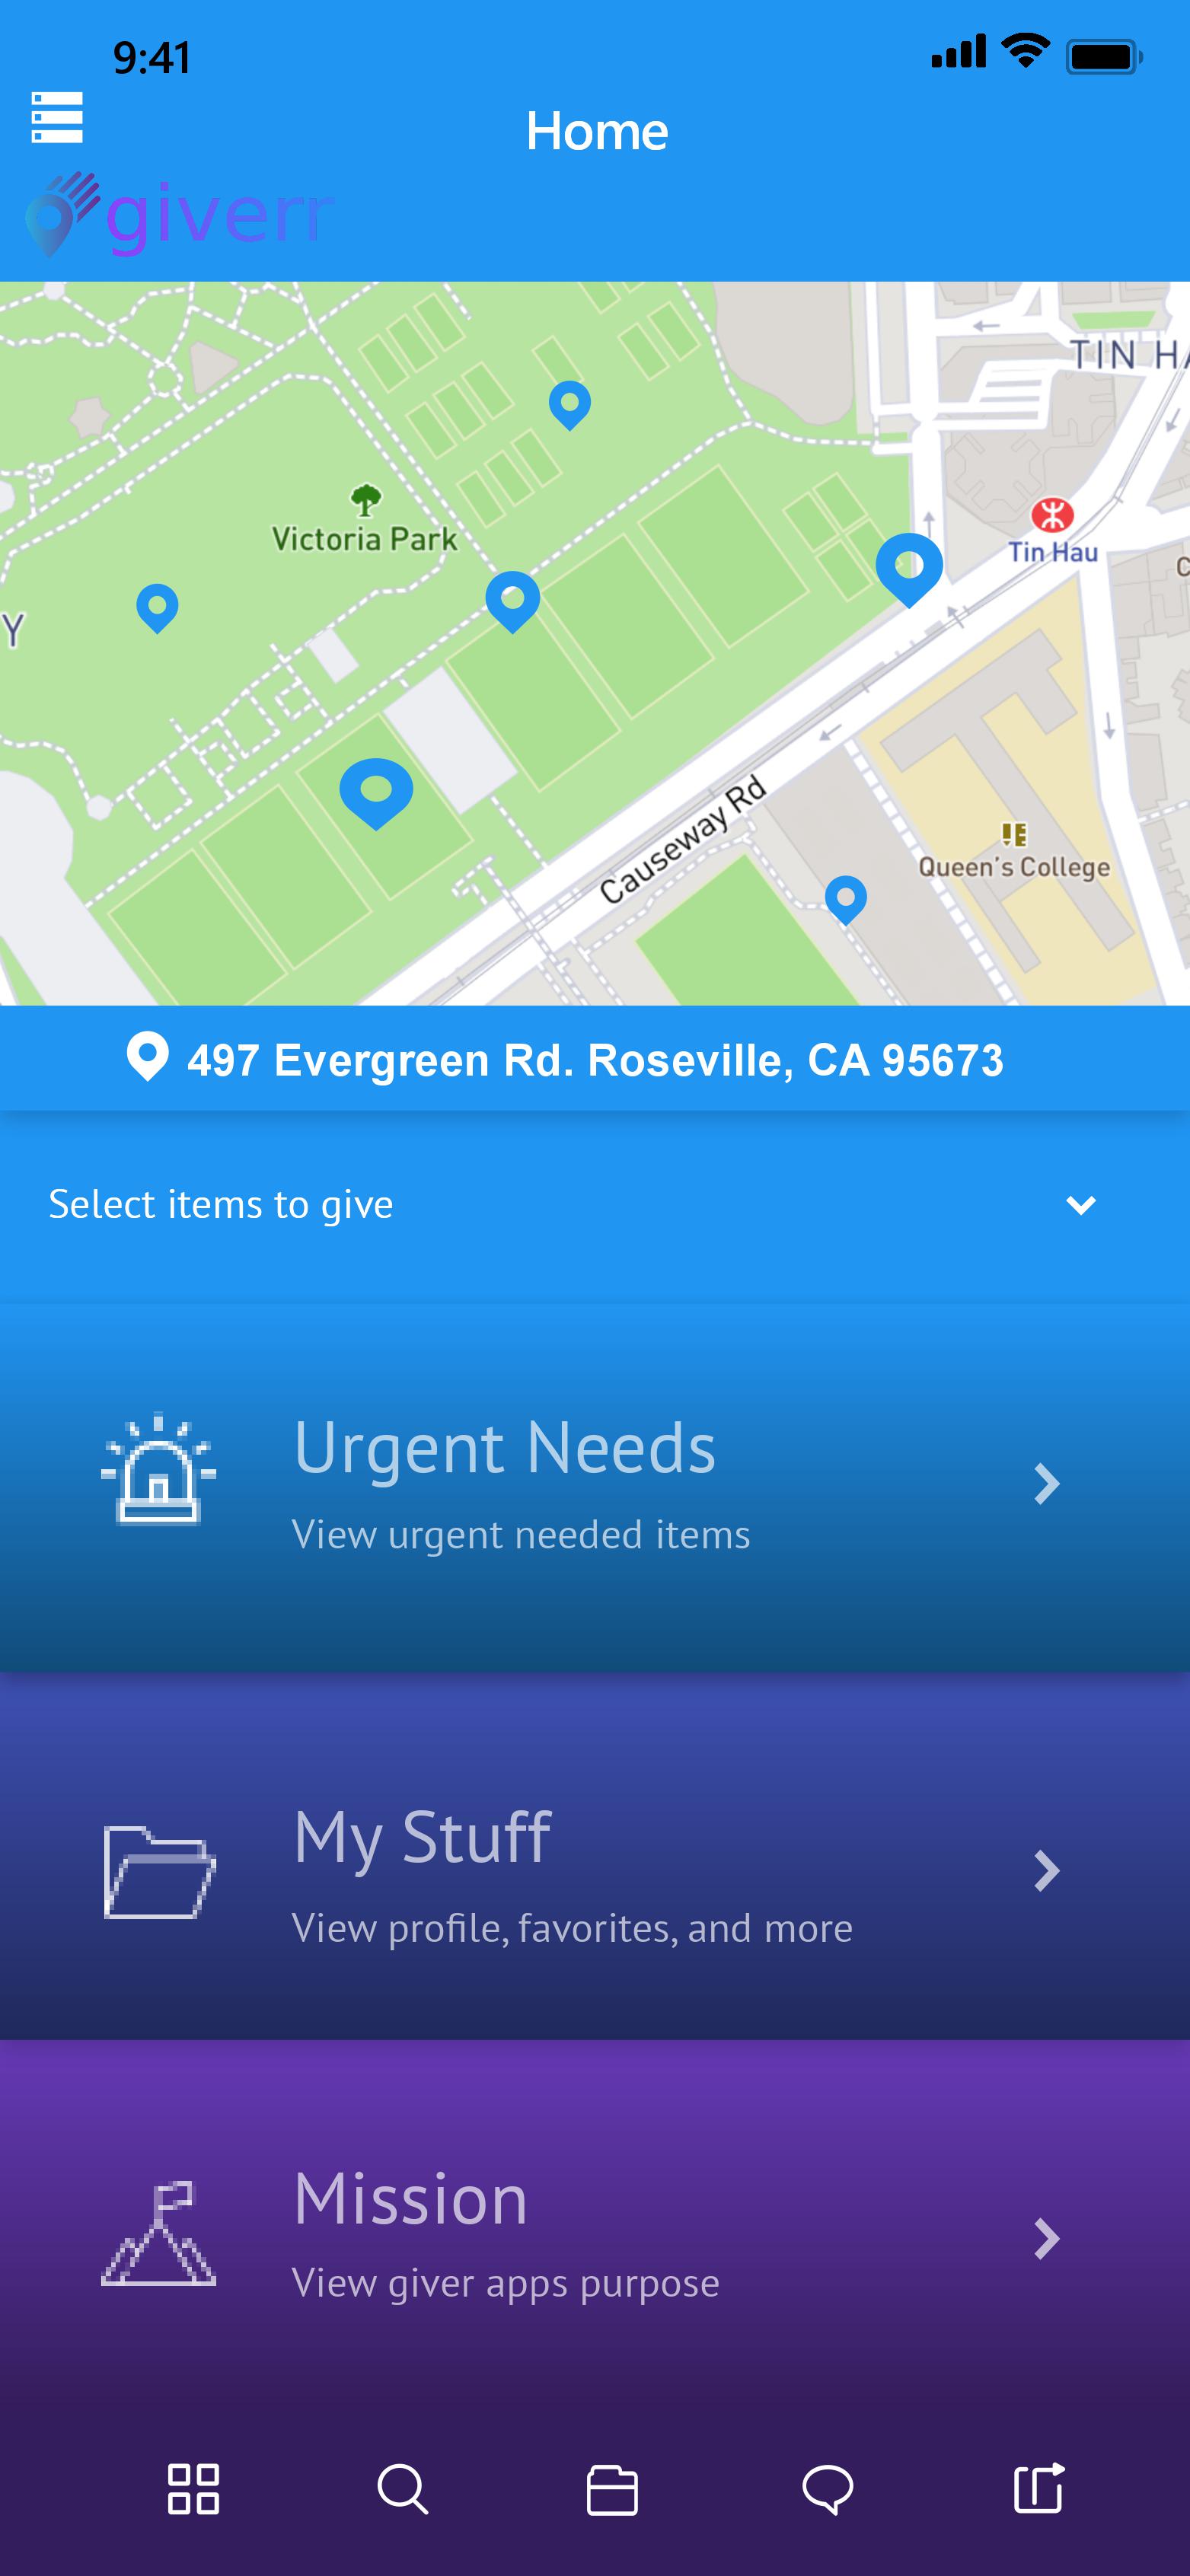 9:41
Home
giverr
TIN HA
Victoria Park
Tin Hau
C
Y
Causeway Rd
Queen's College
497 Evergreen Rd. Roseville, CA 95673
Select items to give
Urgent Needs
View urgent needed items
My Stuff
View profile, favorites, and more
Mission
View giver apps purpose